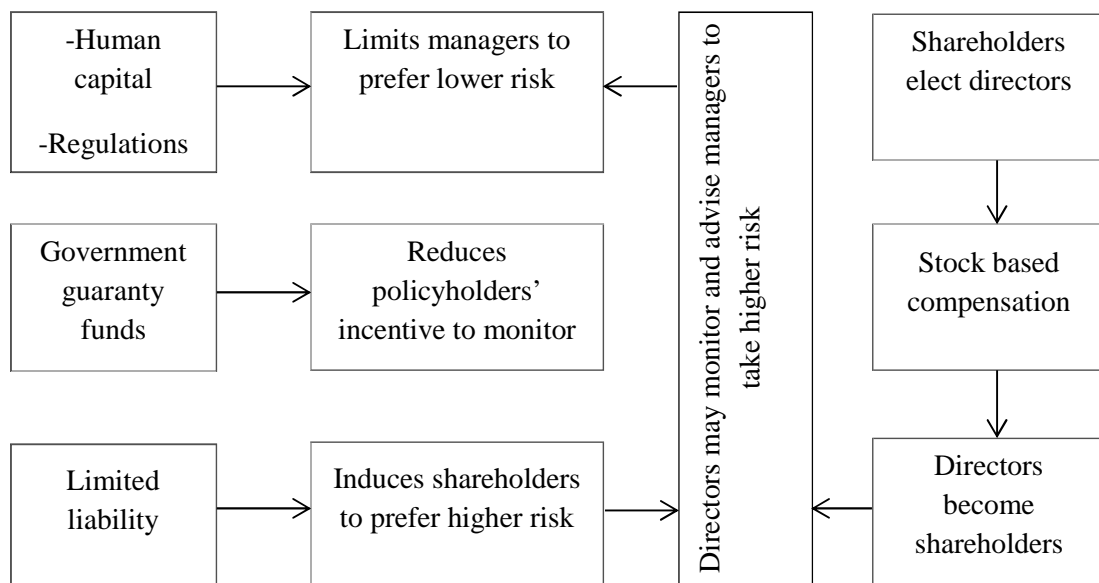 -Human
capital
-Regulations
Limits managers to
prefer lower risk
Directors may monitor and advise managers to
take higher risk
Shareholders
elect directors
Government
guaranty
funds
Reduces
policyholders’
incentive to monitor
Stock based
compensation
Limited
liability
Induces shareholders
to prefer higher risk
Directors
become
shareholders